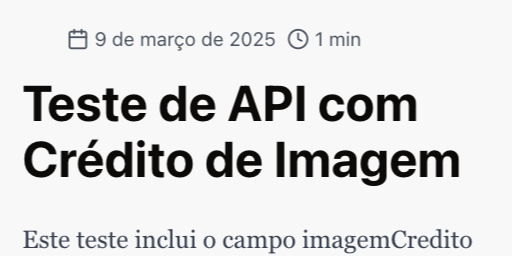 9 de março de 2025 1 min
Teste de API com
Crédito de Imagem
Este teste inclui o campo imagemCredito